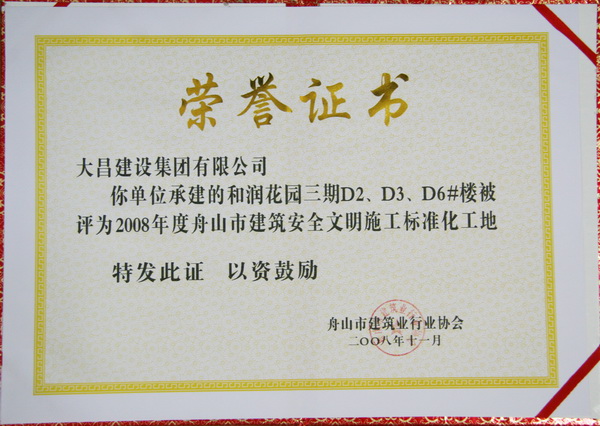 荣誉证书
大昌建设集团有限公司
你单位承建的和润花园三期D2、D3、D6#楼被
评为2008年度舟山市建筑安全文明施工标准化工地
特发此证 以资鼓励
舟山市建筑业行业协会
二〇〇八年十一月